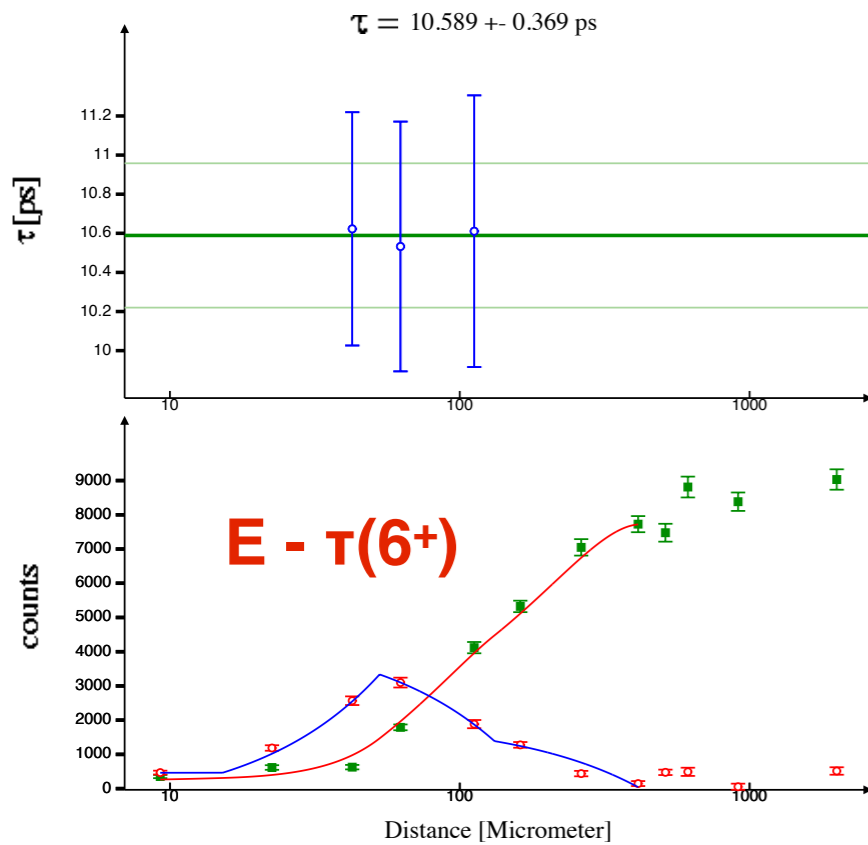 τ = 10.589 +- 0.369 ps
τ [ps]
11.2
11
10.8
10.6
10.4
10.2
10
10 100 1000
counts
9000
8000
7000
6000
5000
4000
3000
2000
1000
0
E - τ(6⁺)
10 100 1000
Distance [Micrometer]